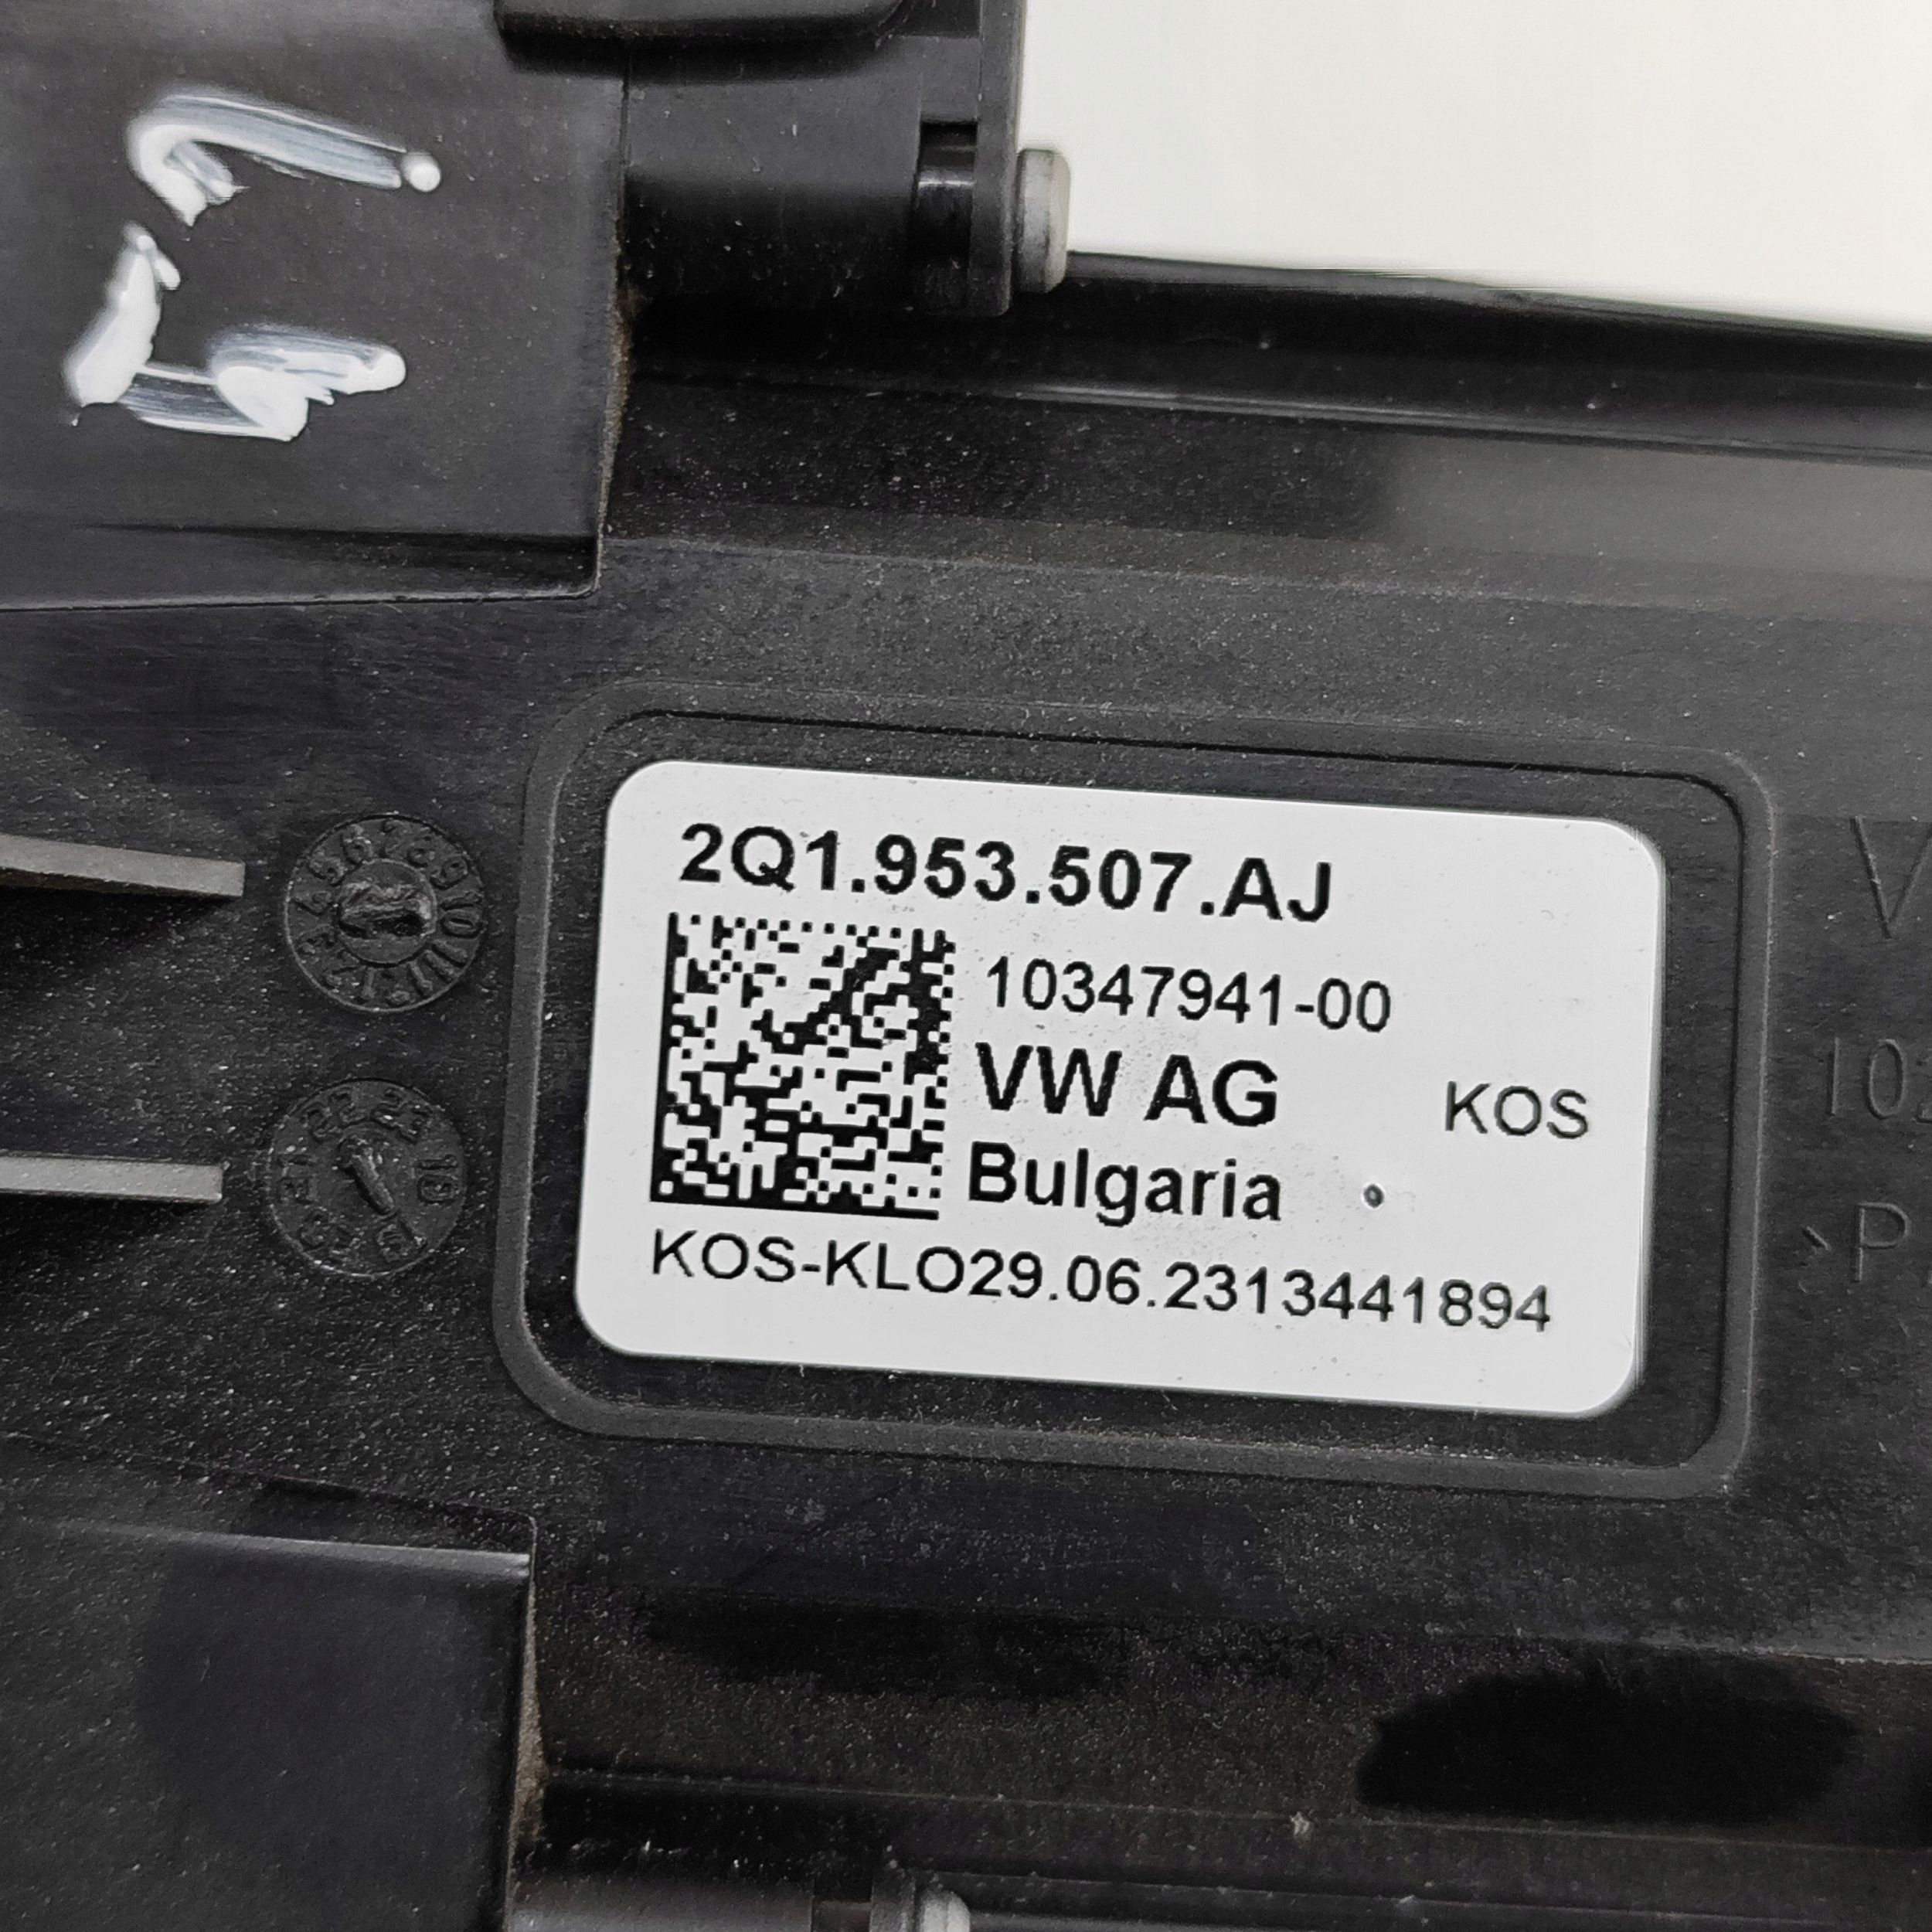 2Q1.953.507.AJ
10347941-00
VW AG
KOS
Bulgaria
KOS-KLO29.06.2313441894